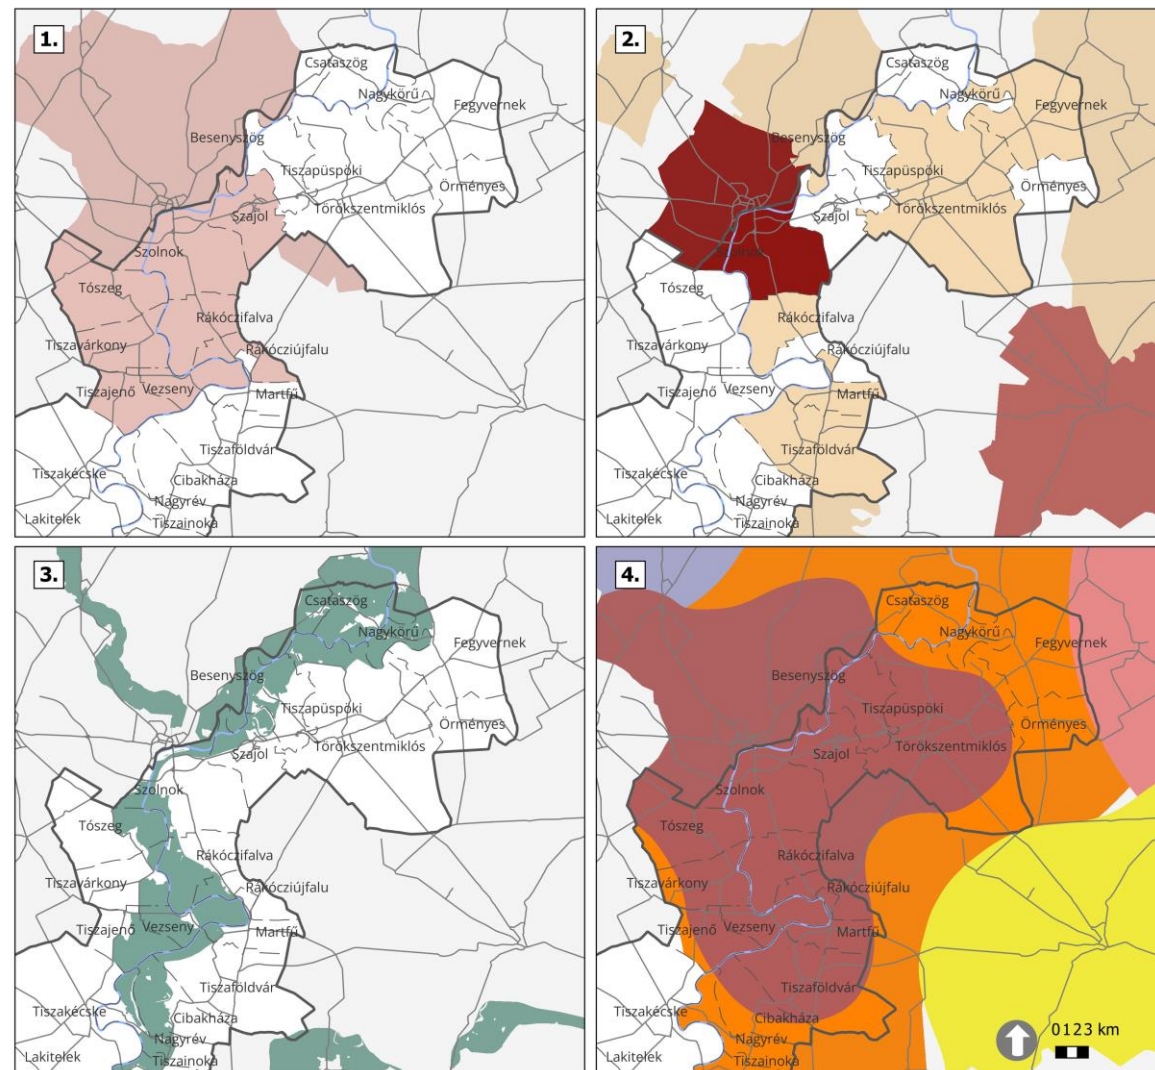 1.
Csataszög
Nagykörű
Fegyvernek
Besenyszög
Tiszapüspöki
Örményes
Szajol
Törökszentmiklós
Szolnok
Tószeg
Rákóczifalva
Tiszavárkony
Rákócziújfalu
Tiszajenő
Vezseny
Martfű
Tiszaföldvár
Tiszakécske
Cibakháza
Nagyrév
Lakitelek
Tiszainoka
2.
Csataszög
Nagykörű
Fegyvernek
Besenyszög
Tiszapüspöki
Örményes
Szajol
Törökszentmiklós
Szolnok
Tószeg
Rákóczifalva
Tiszavárkony
Rákócziújfalu
Tiszajenő
Vezseny
Martfű
Tiszaföldvár
Tiszakécske
Cibakháza
Nagyrév
Lakitelek
Tiszainoka
3.
Csataszög
Nagykörű
Fegyvernek
Besenyszög
Tiszapüspöki
Örményes
Szajol
Törökszentmiklós
Szolnok
Tószeg
Rákóczifalva
Tiszavárkony
Rákócziújfalu
Tiszajenő
Vezseny
Martfű
Tiszaföldvár
Tiszakécske
Cibakháza
Nagyrév
Lakitelek
Tiszainoka
4.
Csataszög
Nagykörű
Fegyvernek
Besenyszög
Tiszapüspöki
Örményes
Szajol
Törökszentmiklós
Szolnok
Tószeg
Rákóczifalva
Tiszavárkony
Rákócziújfalu
Tiszajenő
Vezseny
Martfű
Tiszaföldvár
Tiszakécske
Cibakháza
Nagyrév
Lakitelek
Tiszainoka
0123 km